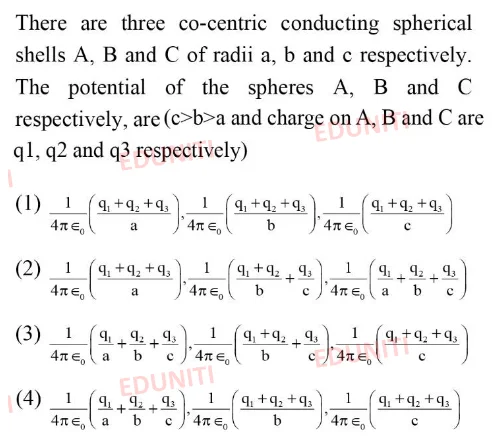 There are three co-centric conducting spherical
shells A, B and C of radii a, b and c respectively.
The potential of the spheres A, B and C
respectively, are (c>b>a and charge on A, B and C are
q1, q2 and q3 respectively)
(1) 1/4π∈₀ ((q₁+q₂+q₃)/a), 1/4π∈₀ ((q₁+q₂+q₃)/b), 1/4π∈₀ ((q₁+q₂+q₃)/c)
(2) 1/4π∈₀ ((q₁+q₂+q₃)/a), 1/4π∈₀ ((q₁+q₂)/b + q₃/c), 1/4π∈₀ (q₁/a + q₂/b + q₃/c)
(3) 1/4π∈₀ (q₁/a + q₂/b + q₃/c), 1/4π∈₀ ((q₁+q₂)/b + q₃/c), 1/4π∈₀ ((q₁+q₂+q₃)/c)
(4) 1/4π∈₀ (q₁/a + q₂/b + q₃/c), 1/4π∈₀ ((q₁+q₂+q₃)/b), 1/4π∈₀ ((q₁+q₂+q₃)/c)
EDUNITI
EDUNITI
EDUNITI
EDUNITI